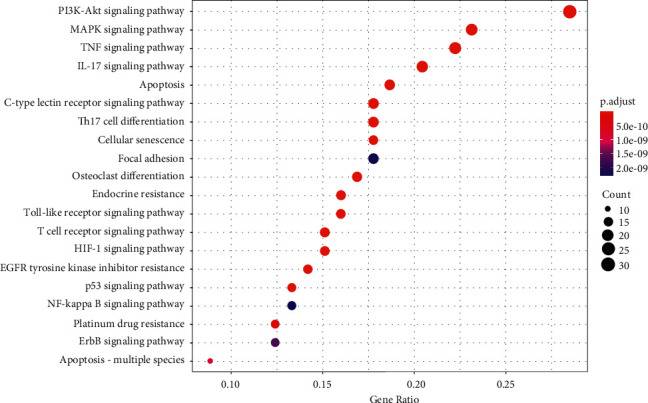 PI3K-Akt signaling pathway
MAPK signaling pathway
TNF signaling pathway
IL-17 signaling pathway
Apoptosis
C-type lectin receptor signaling pathway
Th17 cell differentiation
Cellular senescence
Focal adhesion
Osteoclast differentiation
Endocrine resistance
Toll-like receptor signaling pathway
T cell receptor signaling pathway
HIF-1 signaling pathway
EGFR tyrosine kinase inhibitor resistance
p53 signaling pathway
NF-kappa B signaling pathway
Platinum drug resistance
ErbB signaling pathway
Apoptosis - multiple species
0.10 0.15 0.20 0.25
Gene Ratio
p.adjust
5.0e-10
1.0e-09
1.5e-09
2.0e-09
Count
10
15
20
25
30